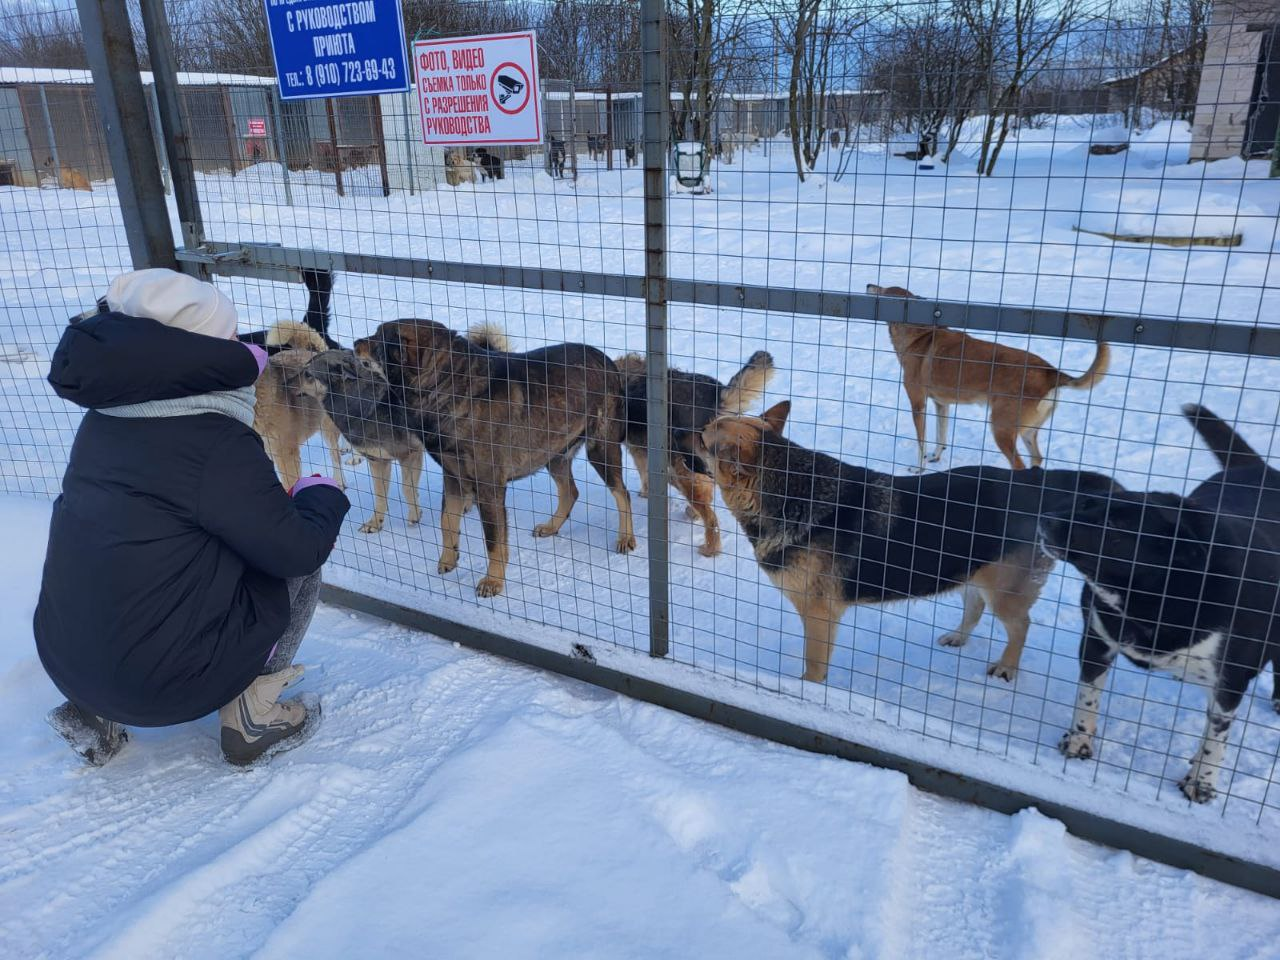 С РУКОВОДСТВОМ
ПРИЮТА
ТЕЛ.: 8 (910) 723-69-43
ФОТО, ВИДЕО
СЪЕМКА ТОЛЬКО
С РАЗРЕШЕНИЯ
РУКОВОДСТВА